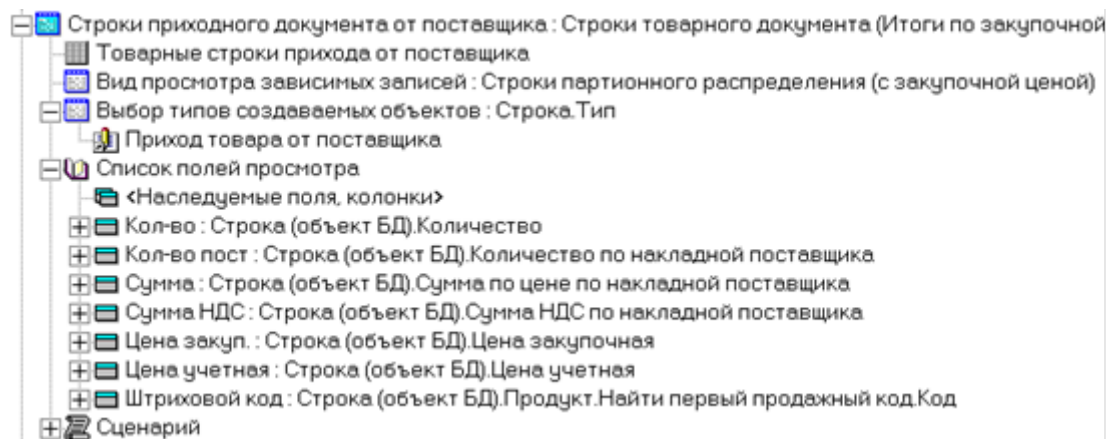 Строки приходного документа от поставщика : Строки товарного документа (Итоги по закупочной
Товарные строки прихода от поставщика
Вид просмотра зависимых записей : Строки партионного распределения (с закупочной ценой)
Выбор типов создаваемых объектов : Строка.Тип
Приход товара от поставщика
Список полей просмотра
<Наследуемые поля, колонки>
Кол-во : Строка (объект БД).Количество
Кол-во пост : Строка (объект БД).Количество по накладной поставщика
Сумма : Строка (объект БД).Сумма по цене по накладной поставщика
Сумма НДС : Строка (объект БД).Сумма НДС по накладной поставщика
Цена закуп. : Строка (объект БД).Цена закупочная
Цена учетная : Строка (объект БД).Цена учетная
Штриховой код : Строка (объект БД).Продукт.Найти первый продажный код.Код
Сценарий